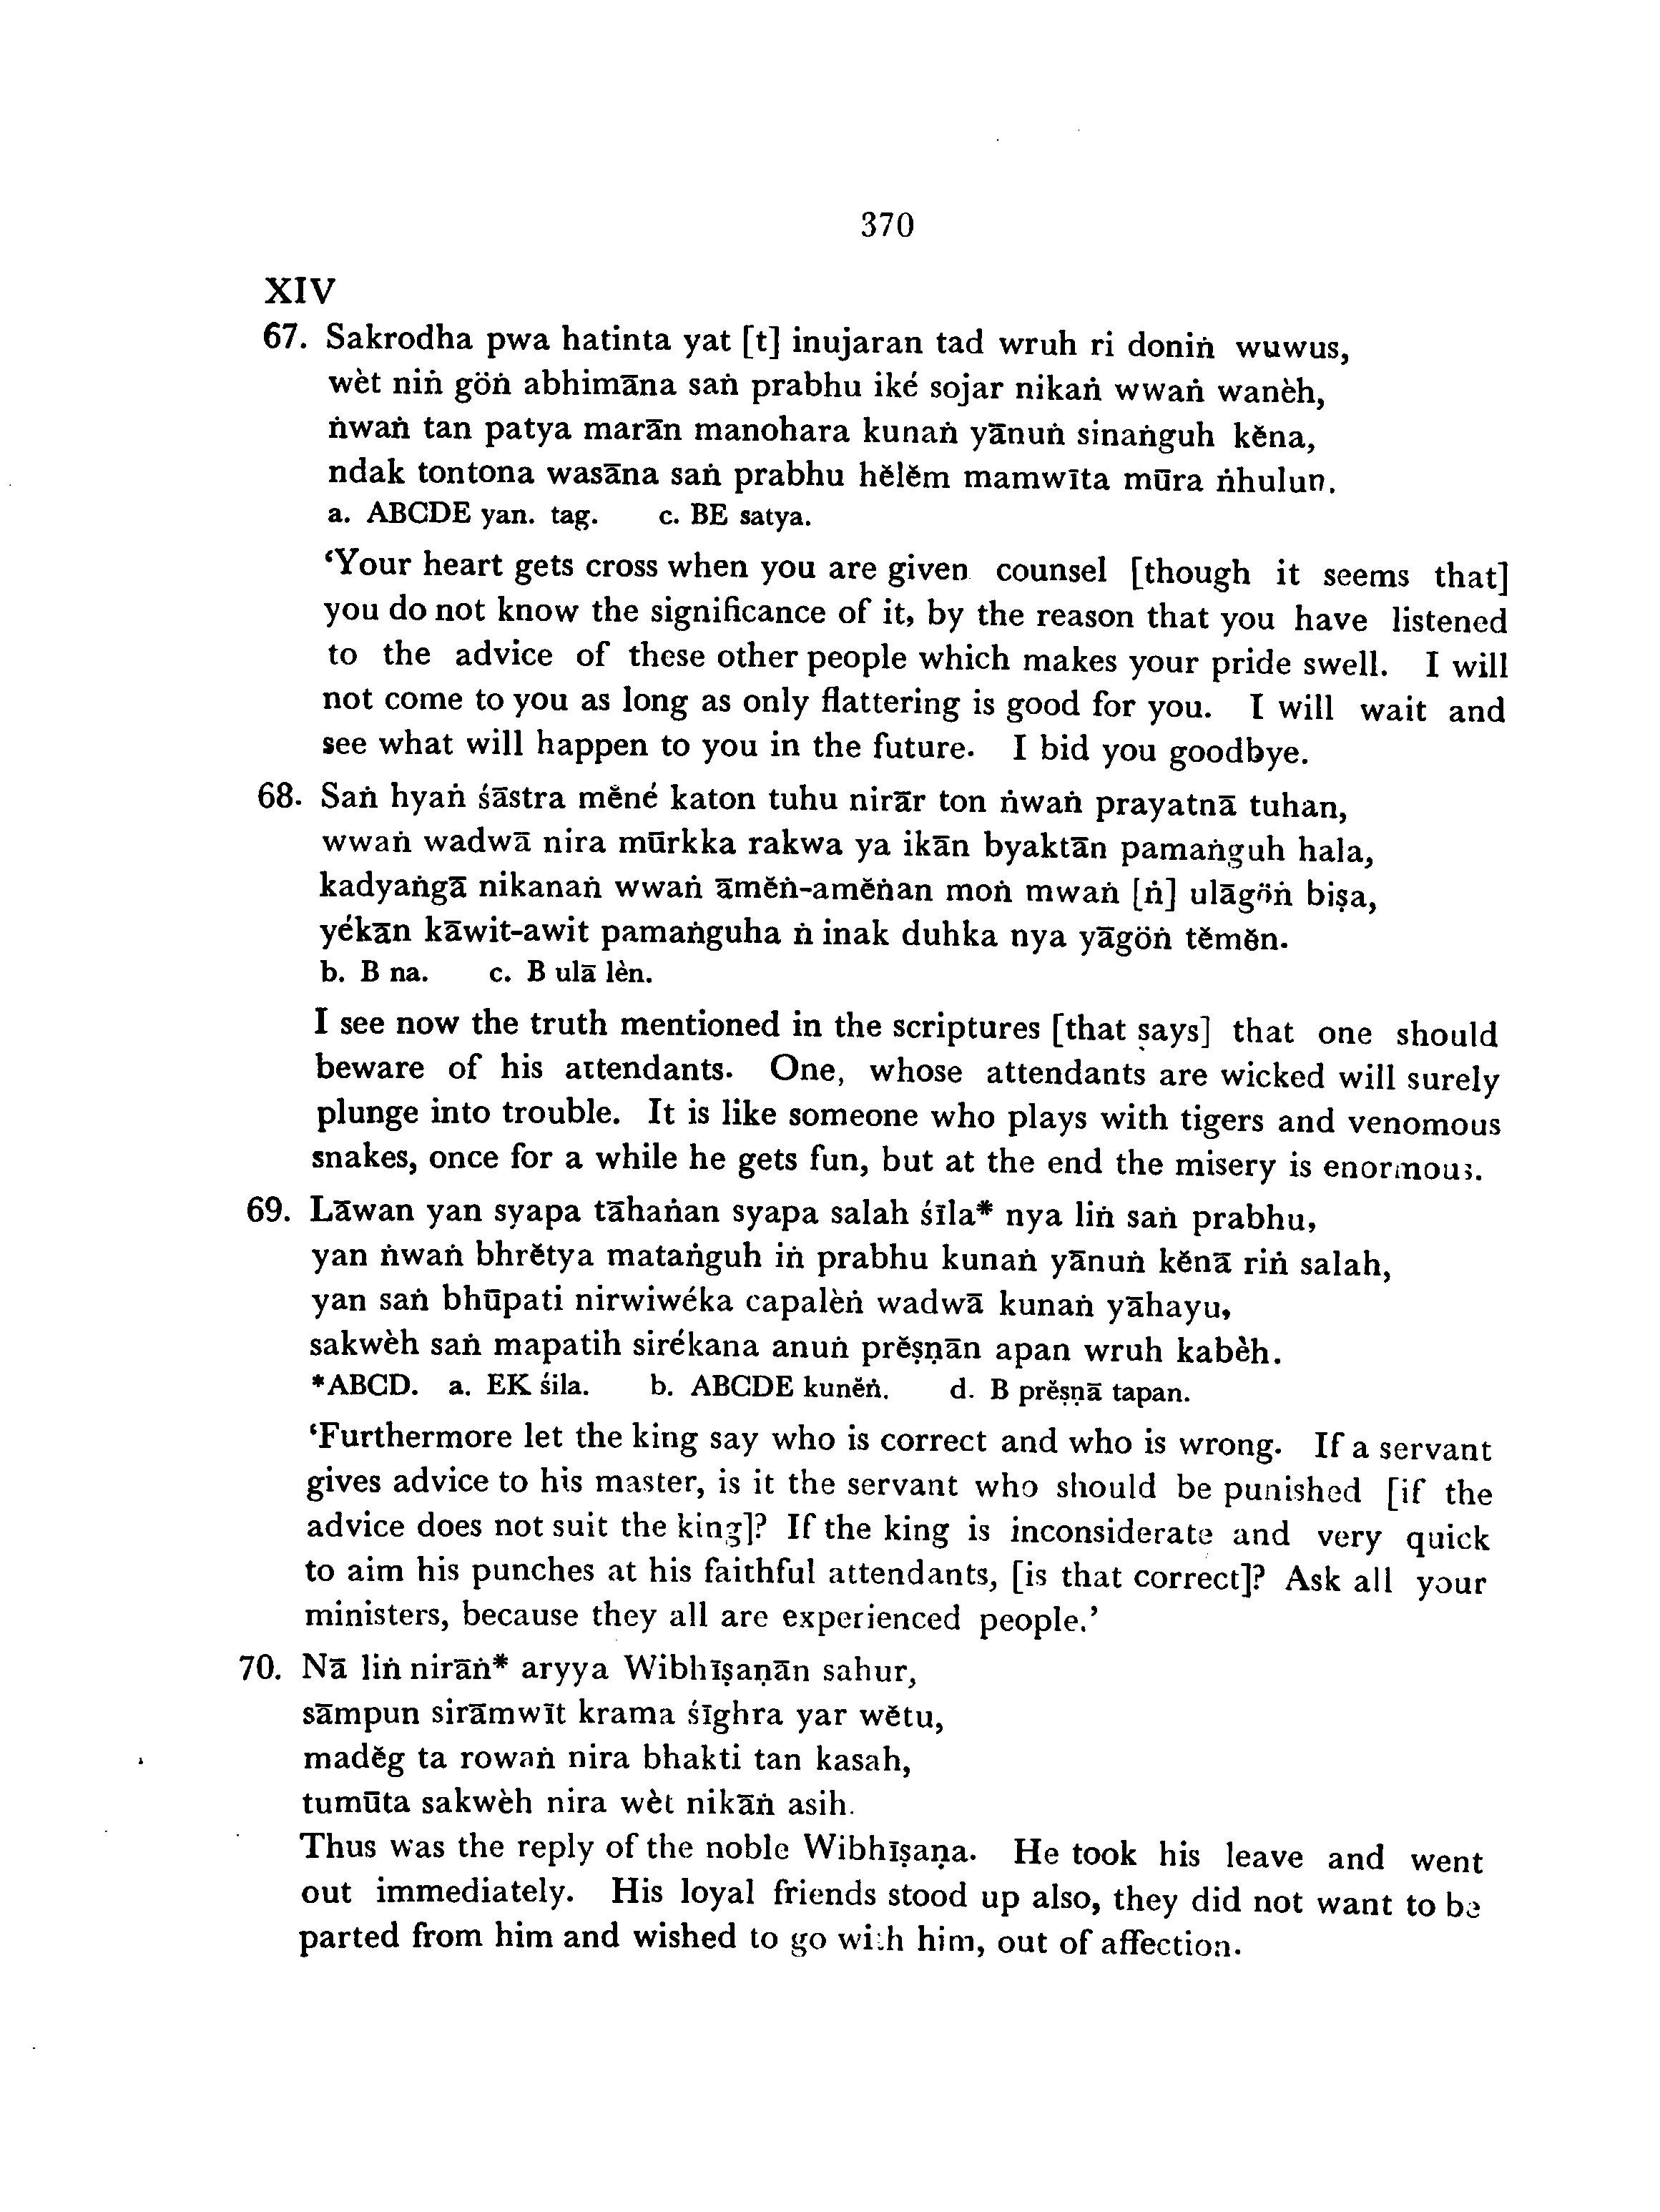 370
XIV
67. Sakrodha pwa hatinta yat [t] inujaran tad wruh ri doniṅ wuwus,
wèt niṅ göṅ abhimāna saṅ prabhu iké sojar nikaṅ wwaṅ wanèh,
ṅwaṅ tan patya marān manohara kunaṅ yānuṅ sinaṅguh kĕna,
ndak tontona wasāna saṅ prabhu hĕlĕm mamwīta mūra ṅhulun.
a. ABCDE yan. tag. c. BE satya.
‘Your heart gets cross when you are given counsel [though it seems that]
you do not know the significance of it, by the reason that you have listened
to the advice of these other people which makes your pride swell. I will
not come to you as long as only flattering is good for you. I will wait and
see what will happen to you in the future. I bid you goodbye.
68. Saṅ hyaṅ śāstra mĕné katon tuhu nirār ton ṅwaṅ prayatnā tuhan,
wwaṅ wadwā nira mūrkka rakwa ya ikān byaktān pamaṅguh hala,
kadyaṅgā nikanaṅ wwaṅ āmĕṅ-amĕṅan moṅ mwaṅ [ṅ] ulāgöṅ biṣa,
yékān kāwit-awit pamaṅguha ṅ inak duhka nya yāgöṅ tĕmĕn.
b. B na. c. B ulā lèn.
I see now the truth mentioned in the scriptures [that says] that one should
beware of his attendants. One, whose attendants are wicked will surely
plunge into trouble. It is like someone who plays with tigers and venomous
snakes, once for a while he gets fun, but at the end the misery is enormous.
69. Lāwan yan syapa tāhaṅan syapa salah śīla* nya liṅ saṅ prabhu,
yan ṅwaṅ bhrĕtya mataṅguh iṅ prabhu kunaṅ yānuṅ kĕnā riṅ salah,
yan saṅ bhūpati nirwiwéka capalèṅ wadwā kunaṅ yāhayu,
sakwèh saṅ mapatih sirékana anuṅ prĕṣṇān apan wruh kabèh.
*ABCD. a. EK śila. b. ABCDE kunĕṅ. d. B prĕṣṇā tapan.
‘Furthermore let the king say who is correct and who is wrong. If a servant
gives advice to his master, is it the servant who should be punished [if the
advice does not suit the king]? If the king is inconsiderate and very quick
to aim his punches at his faithful attendants, [is that correct]? Ask all your
ministers, because they all are experienced people.’
70. Nā liṅ nirāṅ* aryya Wibhīṣaṇān sahur,
sāmpun sirāmwīt krama śīghra yar wĕtu,
madĕg ta rowaṅ nira bhakti tan kasah,
tumūta sakwèh nira wèt nikāṅ asih.
Thus was the reply of the noble Wibhīṣaṇa. He took his leave and went
out immediately. His loyal friends stood up also, they did not want to be
parted from him and wished to go with him, out of affection.